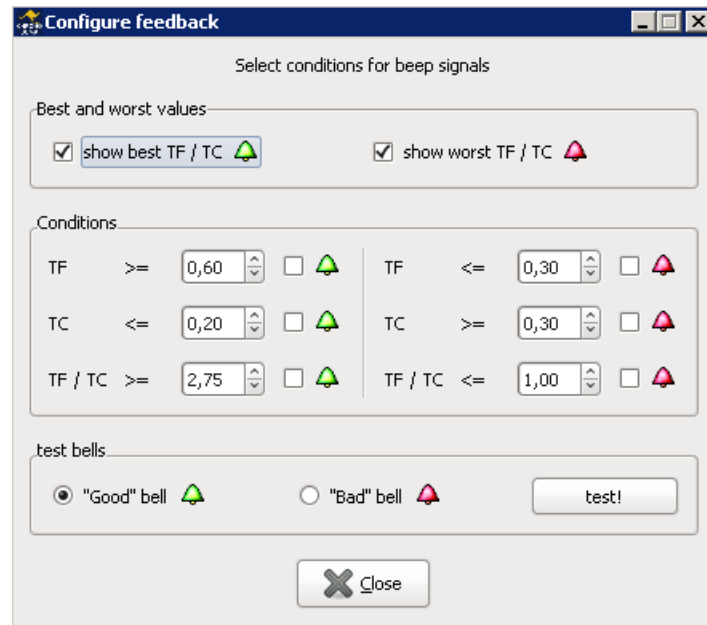 Configure feedback
Select conditions for beep signals
Best and worst values
show best TF / TC show worst TF / TC
Conditions
TF >= 0,60 TF <= 0,30
TC <= 0,20 TC >= 0,30
TF / TC >= 2,75 TF / TC <= 1,00
test bells
"Good" bell "Bad" bell test!
Close